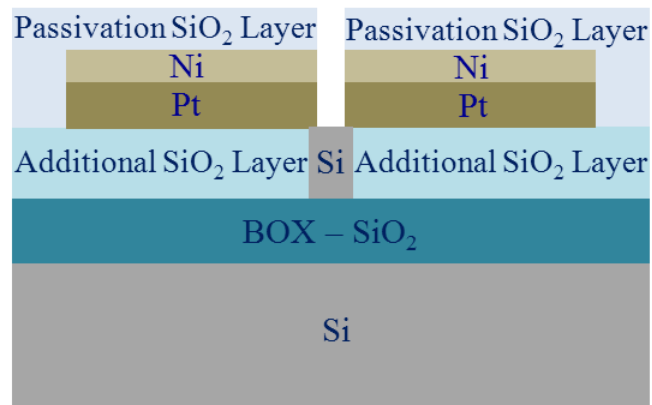 Passivation SiO₂ Layer Passivation SiO₂ Layer
Ni Ni
Pt Pt
Additional SiO₂ Layer Si Additional SiO₂ Layer
BOX – SiO₂
Si